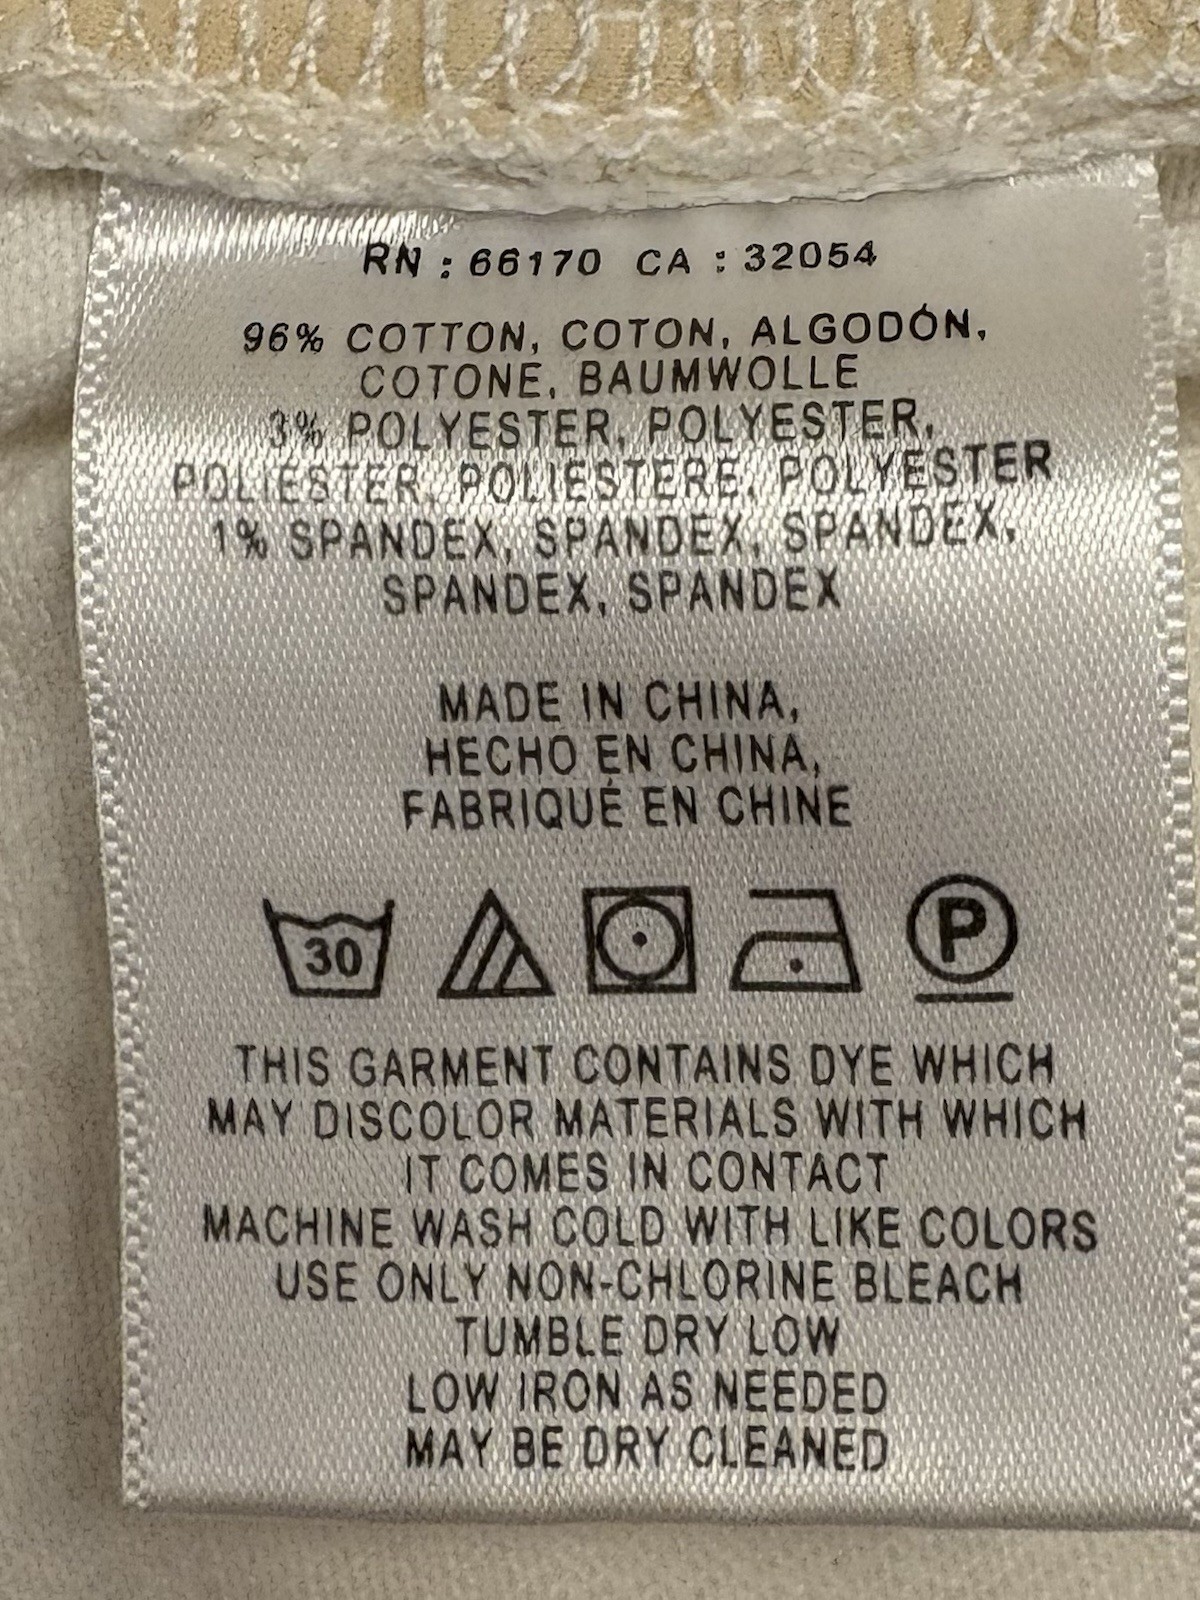 RN : 66170 CA : 32054
96% COTTON, COTON, ALGODÓN,
COTONE, BAUMWOLLE
3% POLYESTER, POLYESTER,
POLIESTER, POLIESTERE, POLYESTER
1% SPANDEX, SPANDEX, SPANDEX,
SPANDEX, SPANDEX
MADE IN CHINA,
HECHO EN CHINA,
FABRIQUÉ EN CHINE
30 P
THIS GARMENT CONTAINS DYE WHICH
MAY DISCOLOR MATERIALS WITH WHICH
IT COMES IN CONTACT
MACHINE WASH COLD WITH LIKE COLORS
USE ONLY NON-CHLORINE BLEACH
TUMBLE DRY LOW
LOW IRON AS NEEDED
MAY BE DRY CLEANED